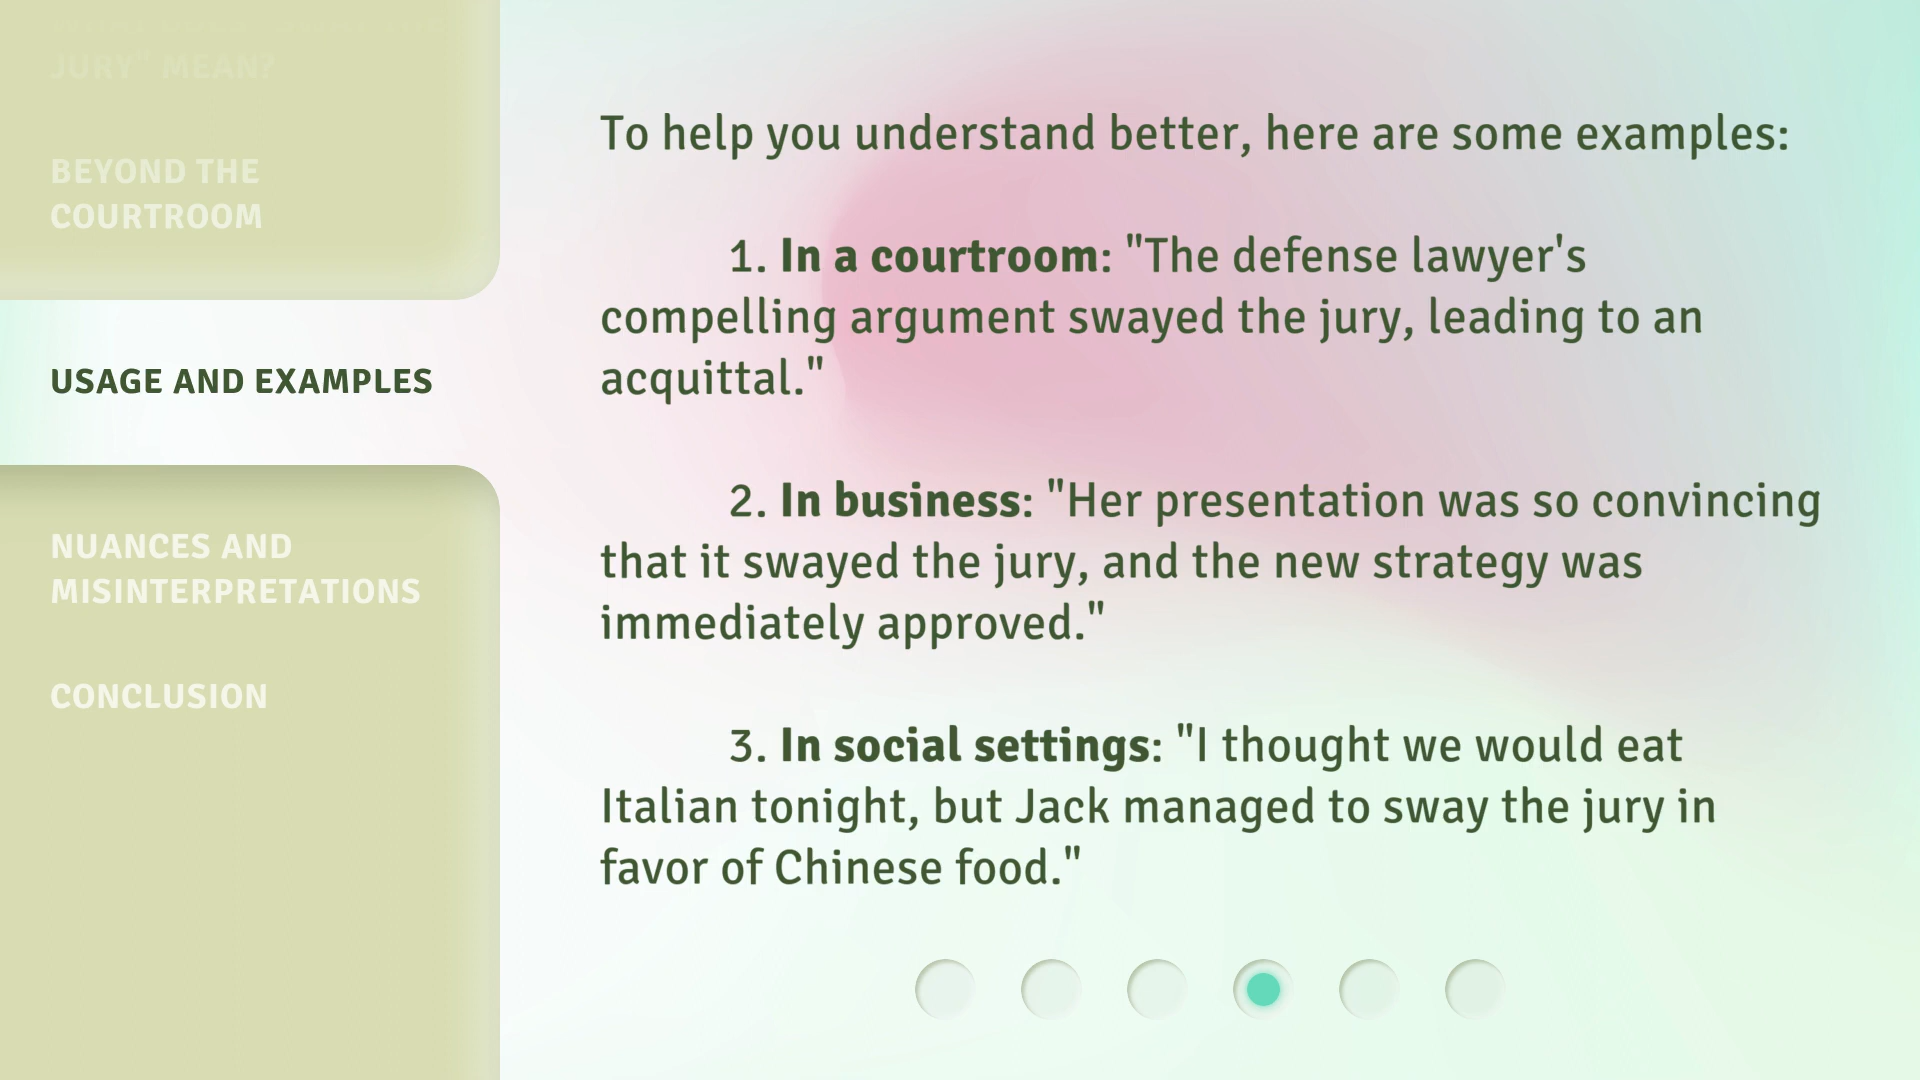 JURY" MEAN?
BEYOND THE
COURTROOM
USAGE AND EXAMPLES
NUANCES AND
MISINTERPRETATIONS
CONCLUSION
To help you understand better, here are some examples:
1. In a courtroom: "The defense lawyer's
compelling argument swayed the jury, leading to an
acquittal."
2. In business: "Her presentation was so convincing
that it swayed the jury, and the new strategy was
immediately approved."
3. In social settings: "I thought we would eat
Italian tonight, but Jack managed to sway the jury in
favor of Chinese food."